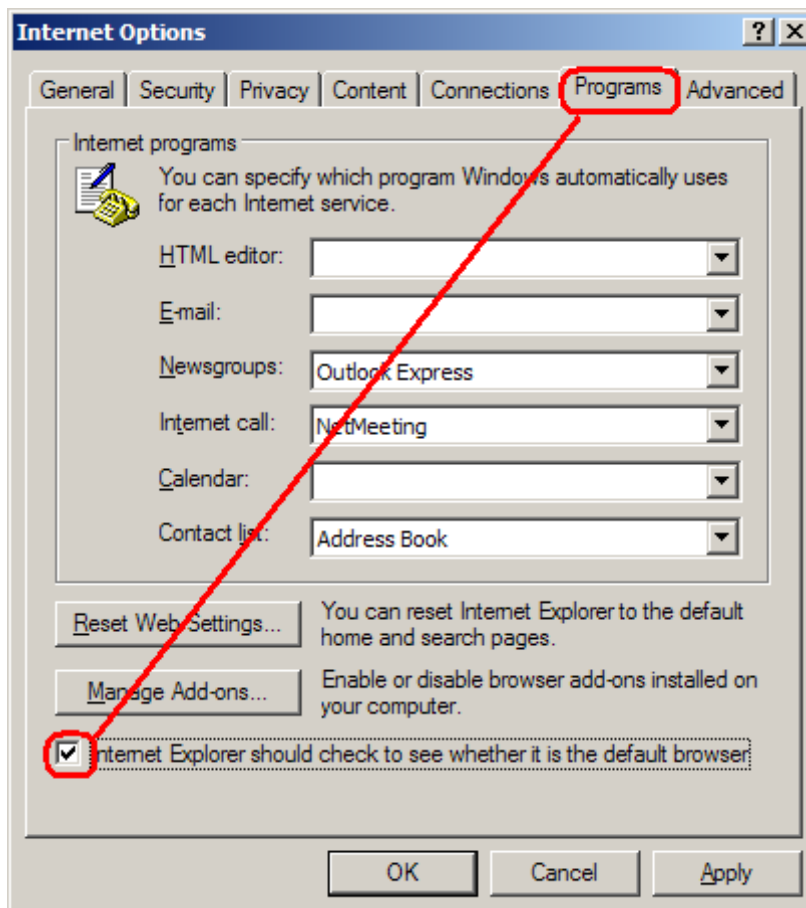 Internet Options
General Security Privacy Content Connections Programs Advanced
Internet programs
You can specify which program Windows automatically uses
for each Internet service.
HTML editor:
E-mail:
Newsgroups: Outlook Express
Internet call: NetMeeting
Calendar:
Contact list: Address Book
Reset Web Settings...
You can reset Internet Explorer to the default
home and search pages.
Manage Add-ons...
Enable or disable browser add-ons installed on
your computer.
Internet Explorer should check to see whether it is the default browser
OK Cancel Apply